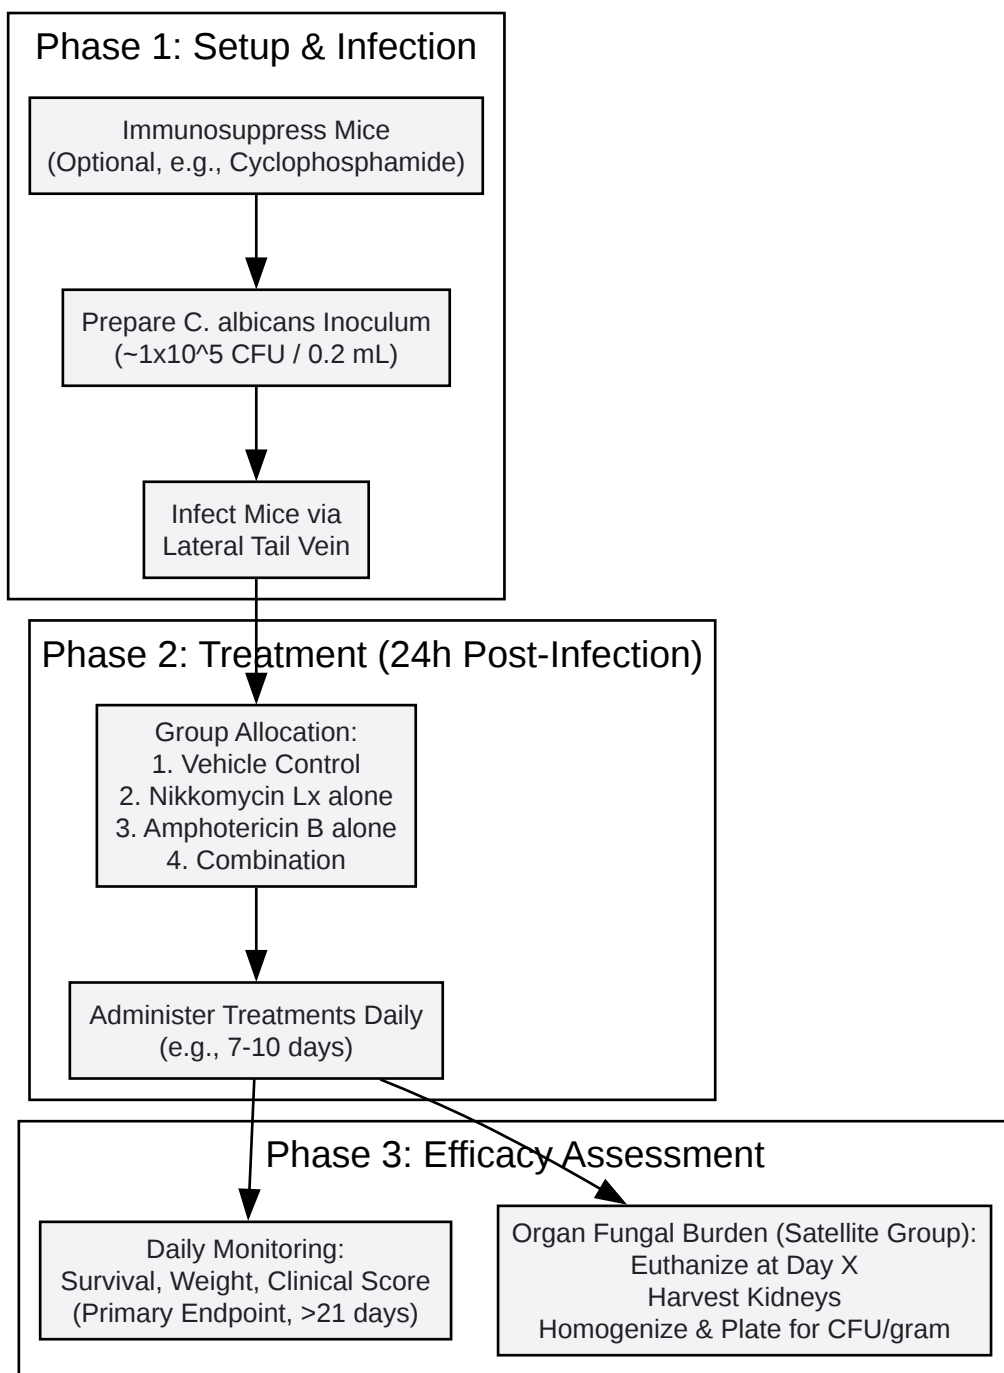 Phase 1: Setup & Infection
Immunosuppress Mice
(Optional, e.g., Cyclophosphamide)
Prepare C. albicans Inoculum
(~1x10^5 CFU / 0.2 mL)
Infect Mice via
Lateral Tail Vein
Phase 2: Treatment (24h Post-Infection)
Group Allocation:
1. Vehicle Control
2. Nikkomycin Lx alone
3. Amphotericin B alone
4. Combination
Administer Treatments Daily
(e.g., 7-10 days)
Phase 3: Efficacy Assessment
Daily Monitoring:
Survival, Weight, Clinical Score
(Primary Endpoint, >21 days)
Organ Fungal Burden (Satellite Group):
Euthanize at Day X
Harvest Kidneys
Homogenize & Plate for CFU/gram